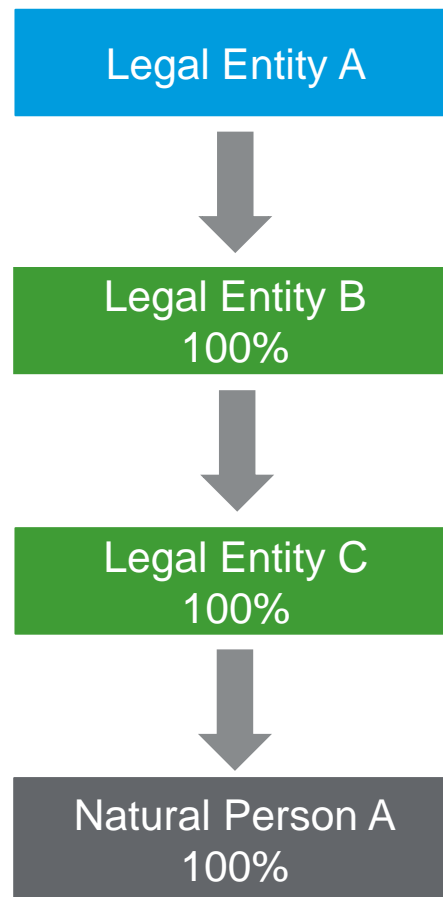 Legal Entity A
Legal Entity B
100%
Legal Entity C
100%
Natural Person A
100%